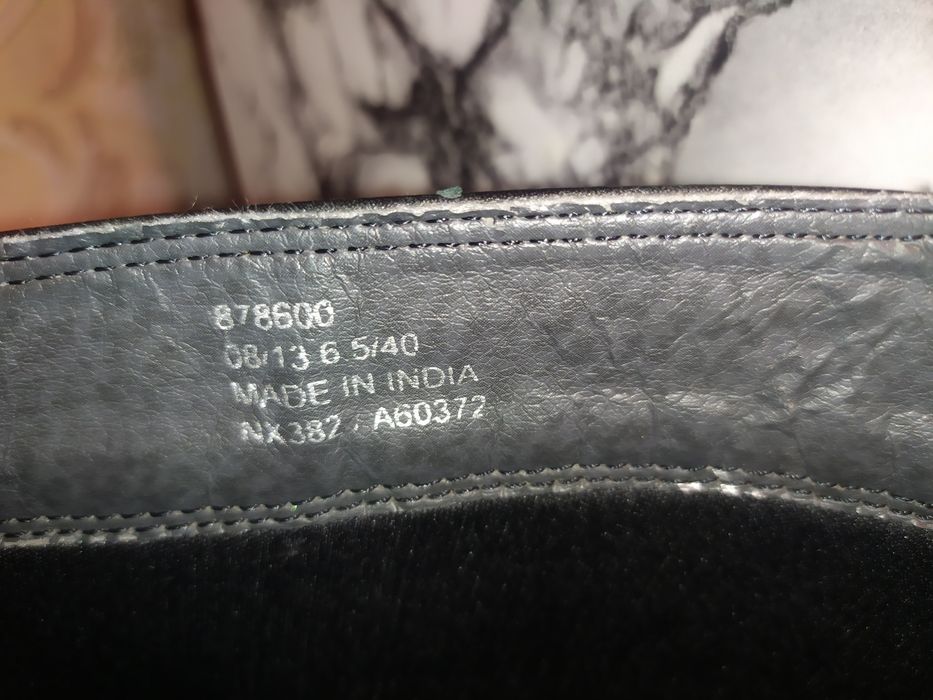 878600
08/13 6.5/40
MADE IN INDIA
NX382 / A60372